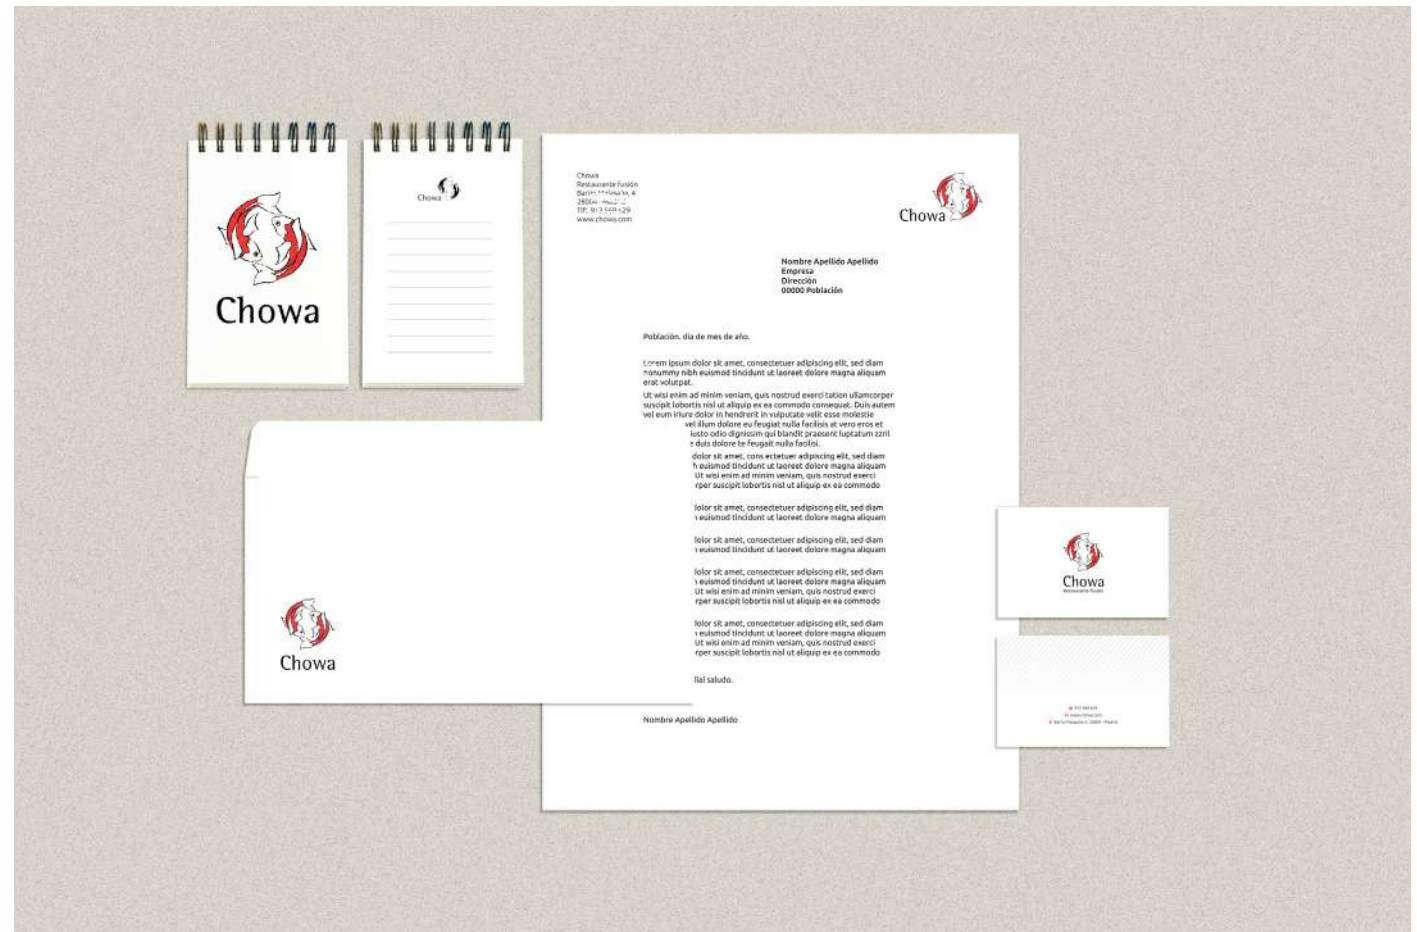 Chowa
Chowa
Chowa
Restaurante Fusión
28004
Tlf.
www.chowa.com
Chowa
Nombre Apellido Apellido
Empresa
Dirección
00000 Población
Población. día de mes de año.
Lorem ipsum dolor sit amet, consectetuer adipiscing elit, sed diam
nonummy nibh euismod tincidunt ut laoreet dolore magna aliquam
erat volutpat.
Ut wisi enim ad minim veniam, quis nostrud exerci tation ullamcorper
suscipit lobortis nisl ut aliquip ex ea commodo consequat. Duis autem
vel eum iriure dolor in hendrerit in vulputate velit esse molestie
vel illum dolore eu feugiat nulla facilisis at vero eros et
iusto odio dignissim qui blandit praesent luptatum zzril
duis dolore te feugait nulla facilisi.
dolor sit amet, cons ectetuer adipiscing elit, sed diam
euismod tincidunt ut laoreet dolore magna aliquam
Ut wisi enim ad minim veniam, quis nostrud exerci
rper suscipit lobortis nisl ut aliquip ex ea commodo
dolor sit amet, consectetuer adipiscing elit, sed diam
euismod tincidunt ut laoreet dolore magna aliquam
dolor sit amet, consectetuer adipiscing elit, sed diam
euismod tincidunt ut laoreet dolore magna aliquam
dolor sit amet, consectetuer adipiscing elit, sed diam
euismod tincidunt ut laoreet dolore magna aliquam
Ut wisi enim ad minim veniam, quis nostrud exerci
rper suscipit lobortis nisl ut aliquip ex ea commodo
dolor sit amet, consectetuer adipiscing elit, sed diam
euismod tincidunt ut laoreet dolore magna aliquam
Ut wisi enim ad minim veniam, quis nostrud exerci
rper suscipit lobortis nisl ut aliquip ex ea commodo
ial saludo.
Nombre Apellido Apellido
Chowa
Chowa
Restaurante Fusión
www.chowa.com
28004 - Madrid